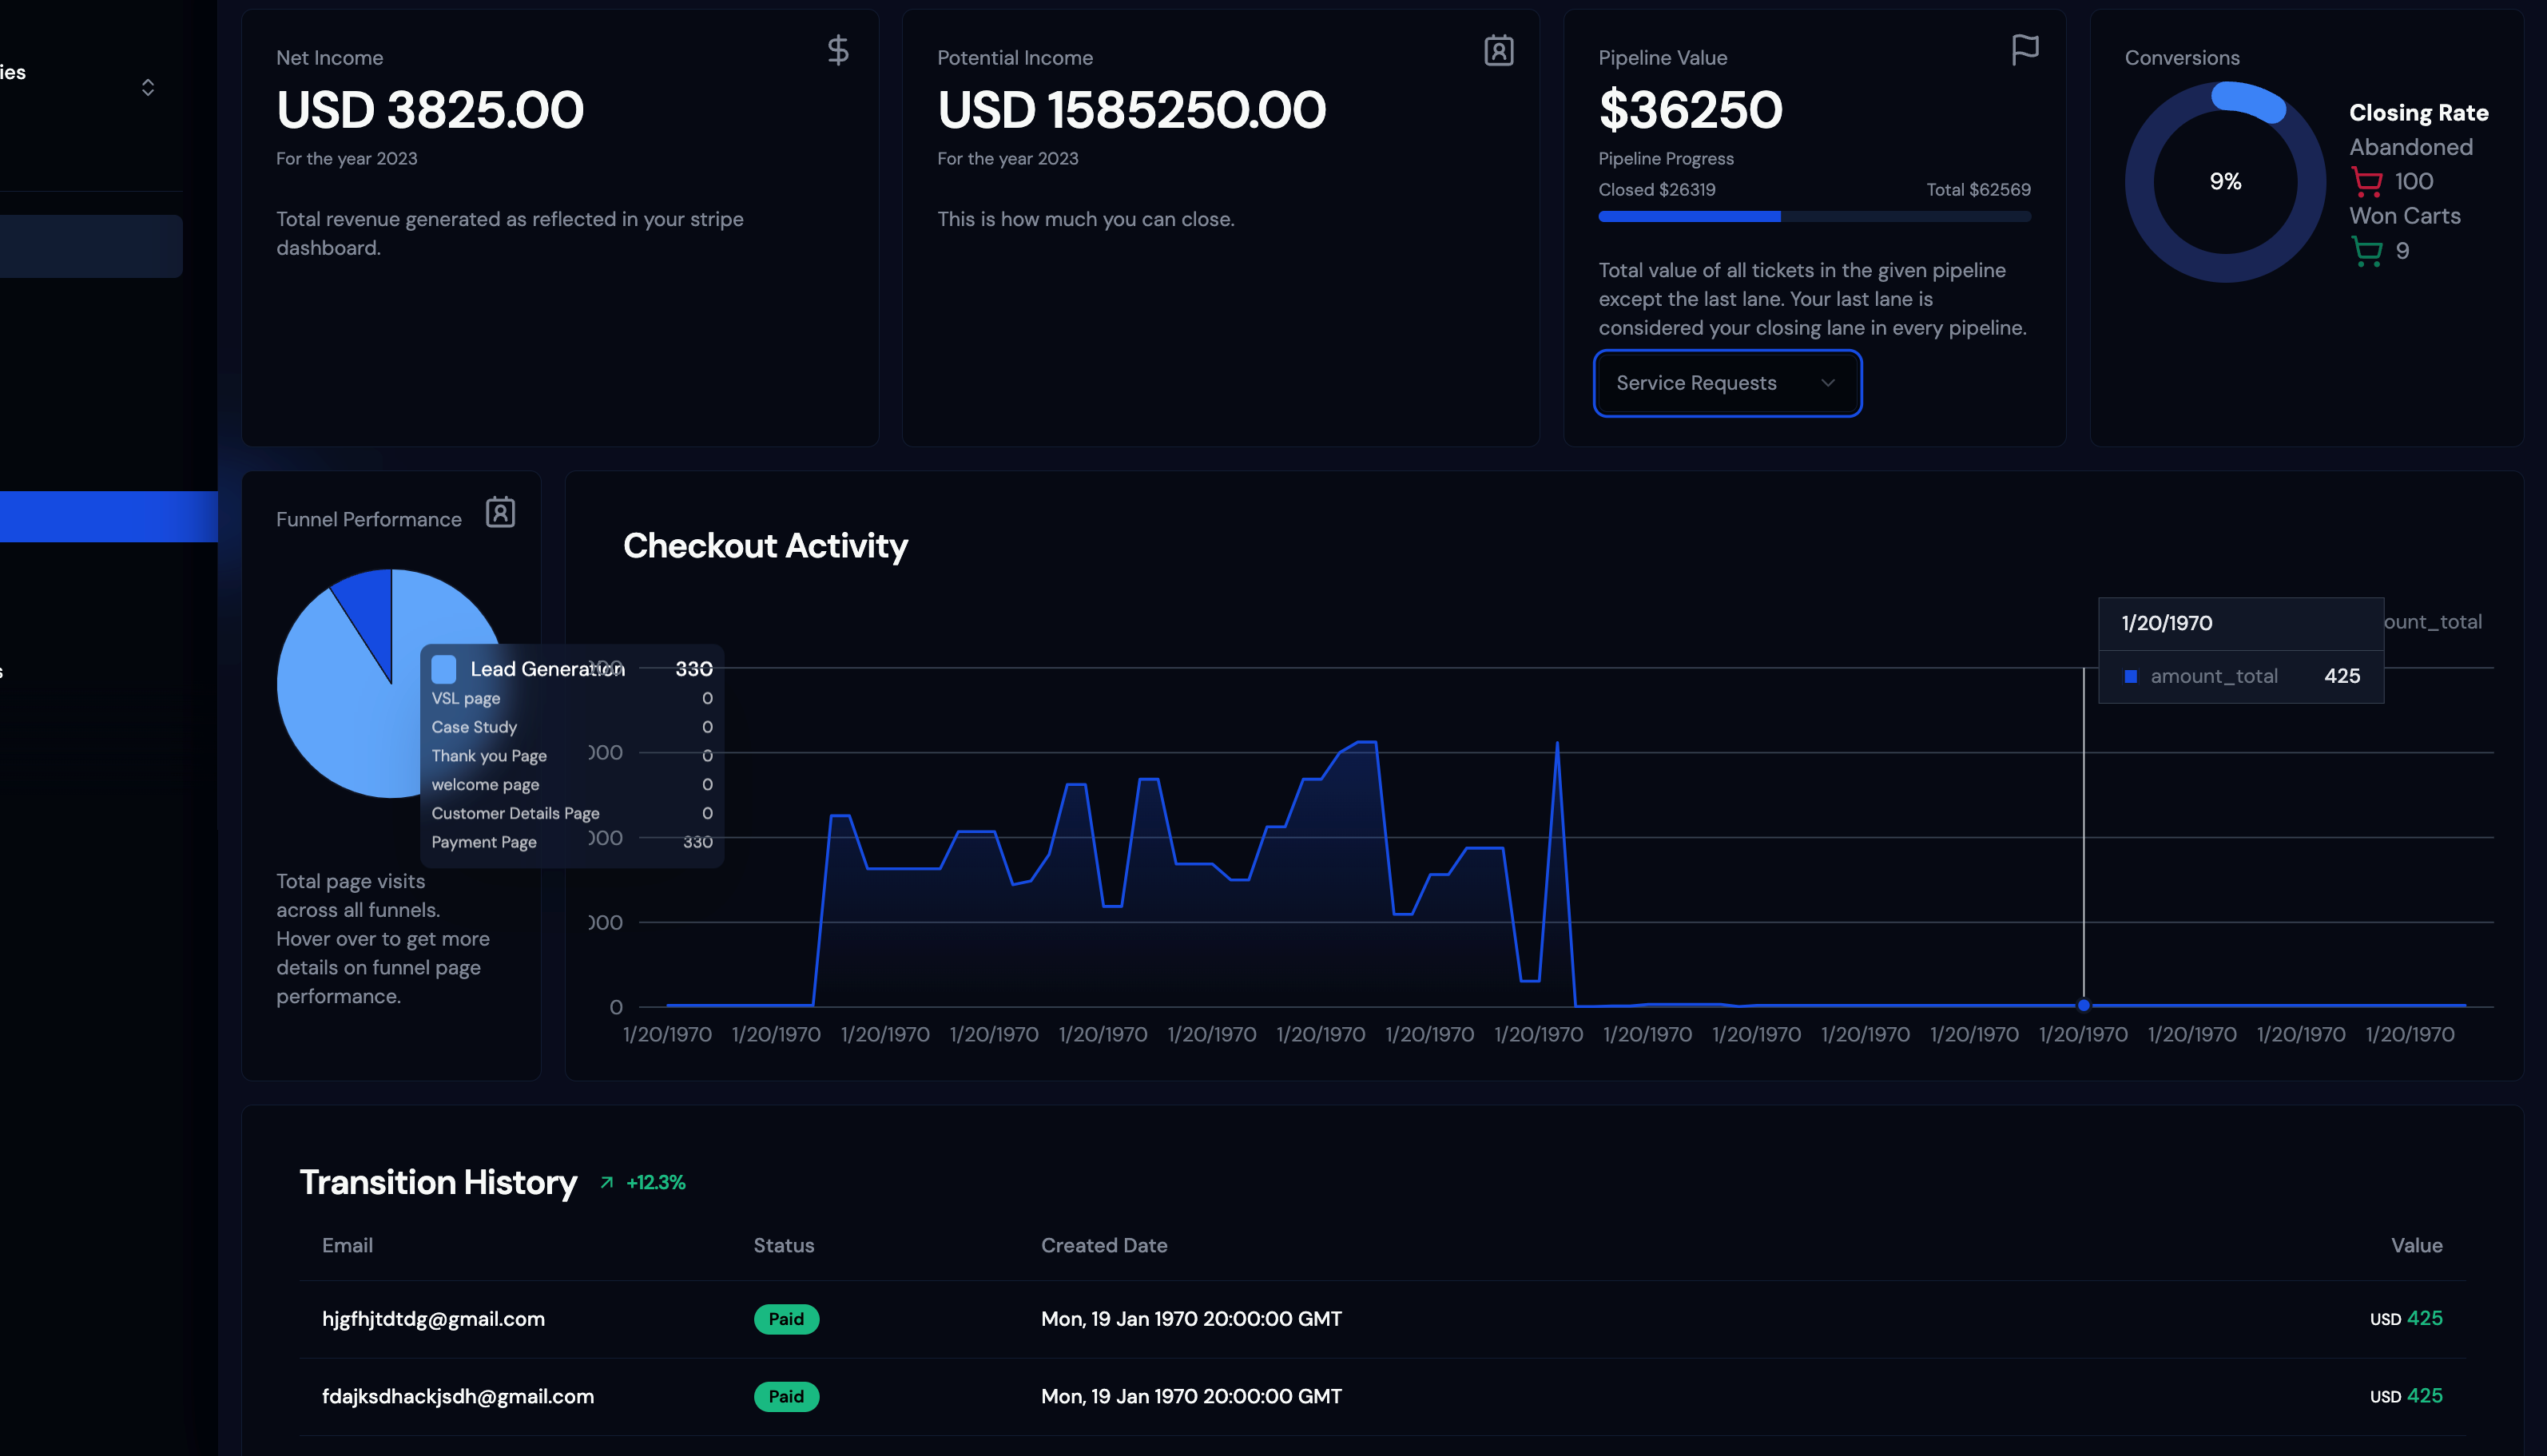 ies
Net Income
USD 3825.00
For the year 2023
Total revenue generated as reflected in your stripe
dashboard.
Potential Income
USD 1585250.00
For the year 2023
This is how much you can close.
Pipeline Value
$36250
Pipeline Progress
Closed $26319 Total $62569
Total value of all tickets in the given pipeline
except the last lane. Your last lane is
considered your closing lane in every pipeline.
Service Requests
Conversions
9%
Closing Rate
Abandoned
100
Won Carts
9
Funnel Performance
Lead Generation 330
VSL page 0
Case Study 0
Thank you Page 0
welcome page 0
Customer Details Page 0
Payment Page 330
Total page visits
across all funnels.
Hover over to get more
details on funnel page
performance.
Checkout Activity
ount_total
1/20/1970
amount_total 425
000
000
000
000
0
1/20/1970 1/20/1970 1/20/1970 1/20/1970 1/20/1970 1/20/1970 1/20/1970 1/20/1970 1/20/1970 1/20/1970 1/20/1970 1/20/1970 1/20/1970 1/20/1970 1/20/1970 1/20/1970 1/20/1970
Transition History +12.3%
Email Status Created Date Value
hjgfhjtdtdg@gmail.com Paid Mon, 19 Jan 1970 20:00:00 GMT USD 425
fdajksdhackjsdh@gmail.com Paid Mon, 19 Jan 1970 20:00:00 GMT USD 425